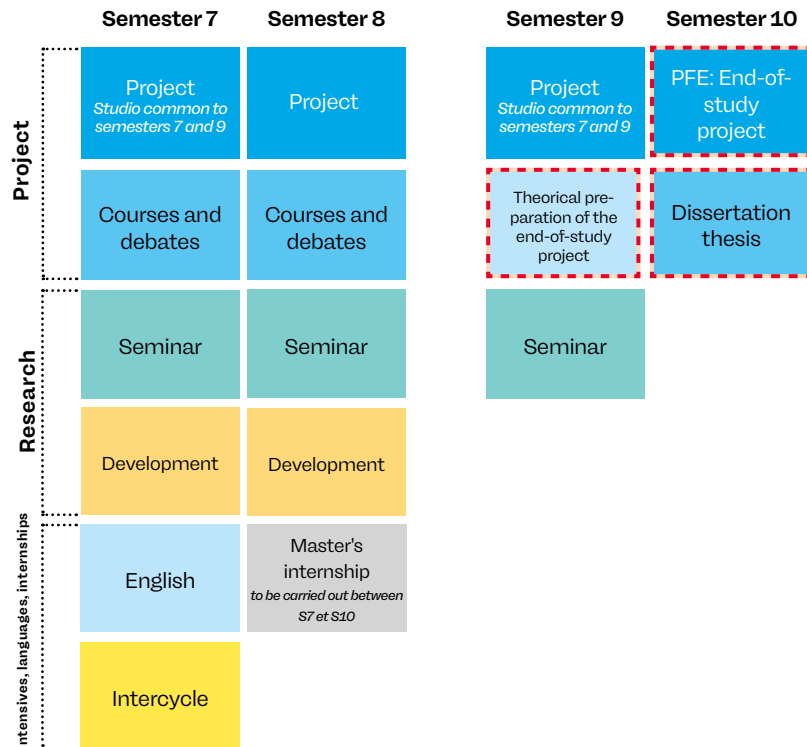 Semester 7
Semester 8
Semester 9
Semester 10
Project
Project
Studio common to
semesters 7 and 9
Project
Project
Studio common to
semesters 7 and 9
PFE: End-of-
study
project
Courses and
debates
Courses and
debates
Theorical pre-
paration of the
end-of-study
project
Dissertation
thesis
Research
Seminar
Seminar
Seminar
Development
Development
ntensives, languages, internships
English
Master's
internship
to be carried out between
S7 et S10
Intercycle